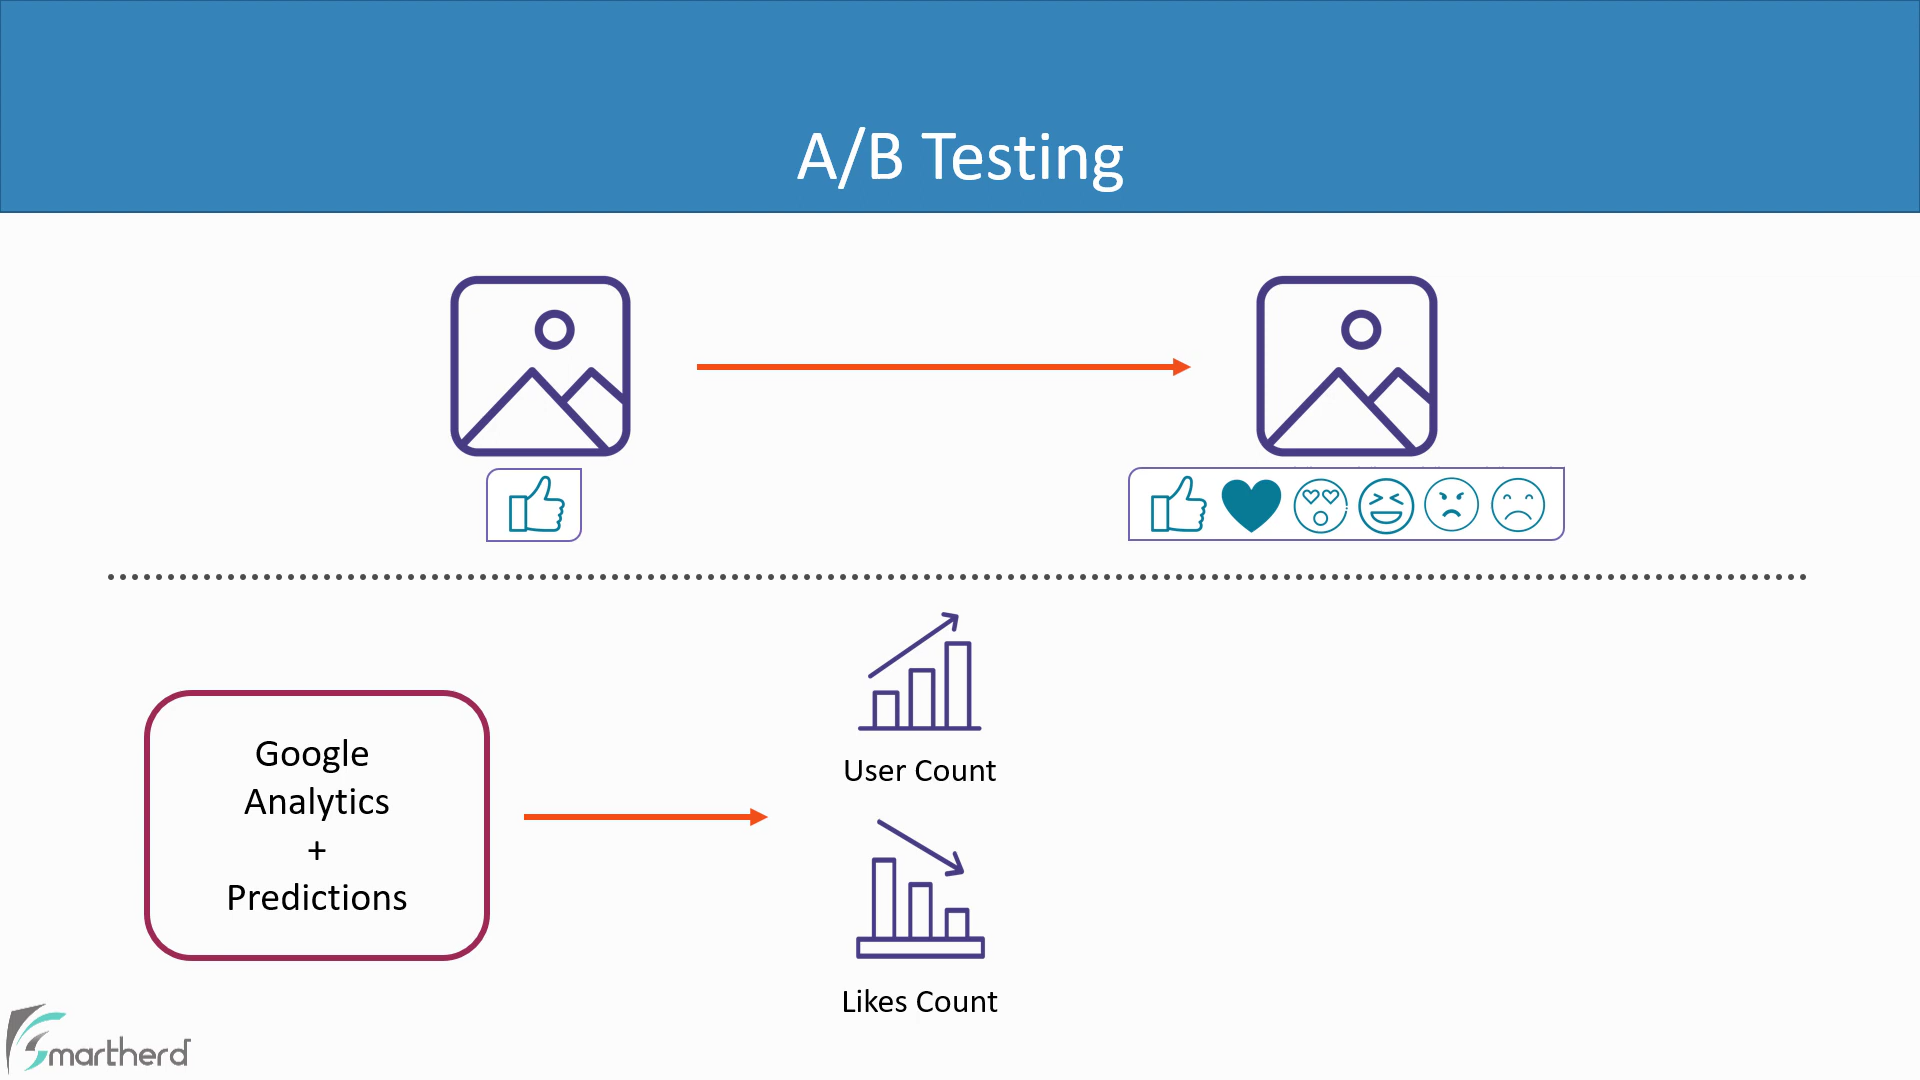 A/B Testing
Google
Analytics
+
Predictions
User Count
Likes Count
Smartherd